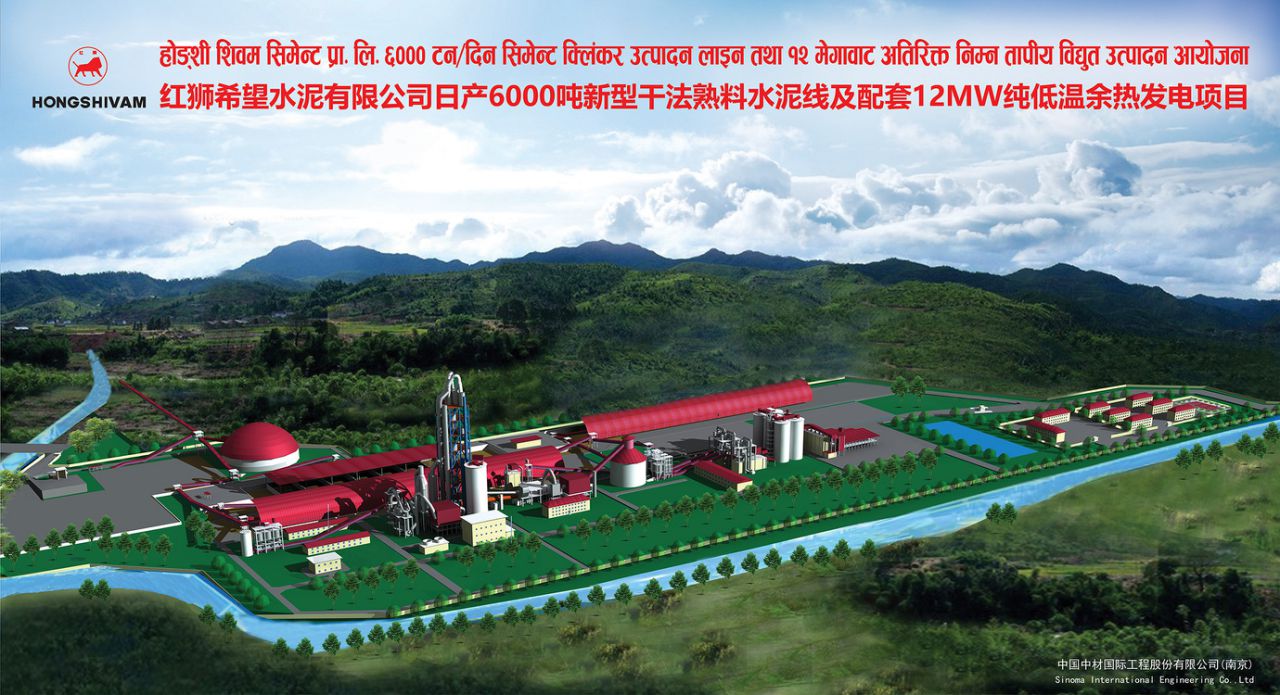 होङ्शी शिवम सिमेन्ट प्रा. लि. ६००० टन/दिन सिमेन्ट क्लिंकर उत्पादन लाइन तथा १२ मेगावाट अतिरिक्त निम्न तापीय विद्युत उत्पादन आयोजना
HONGSHIVAM
红狮希望水泥有限公司日产6000吨新型干法熟料水泥线及配套12MW纯低温余热发电项目
中国中材国际工程股份有限公司(南京)
Sinoma International Engineering Co.,Ltd